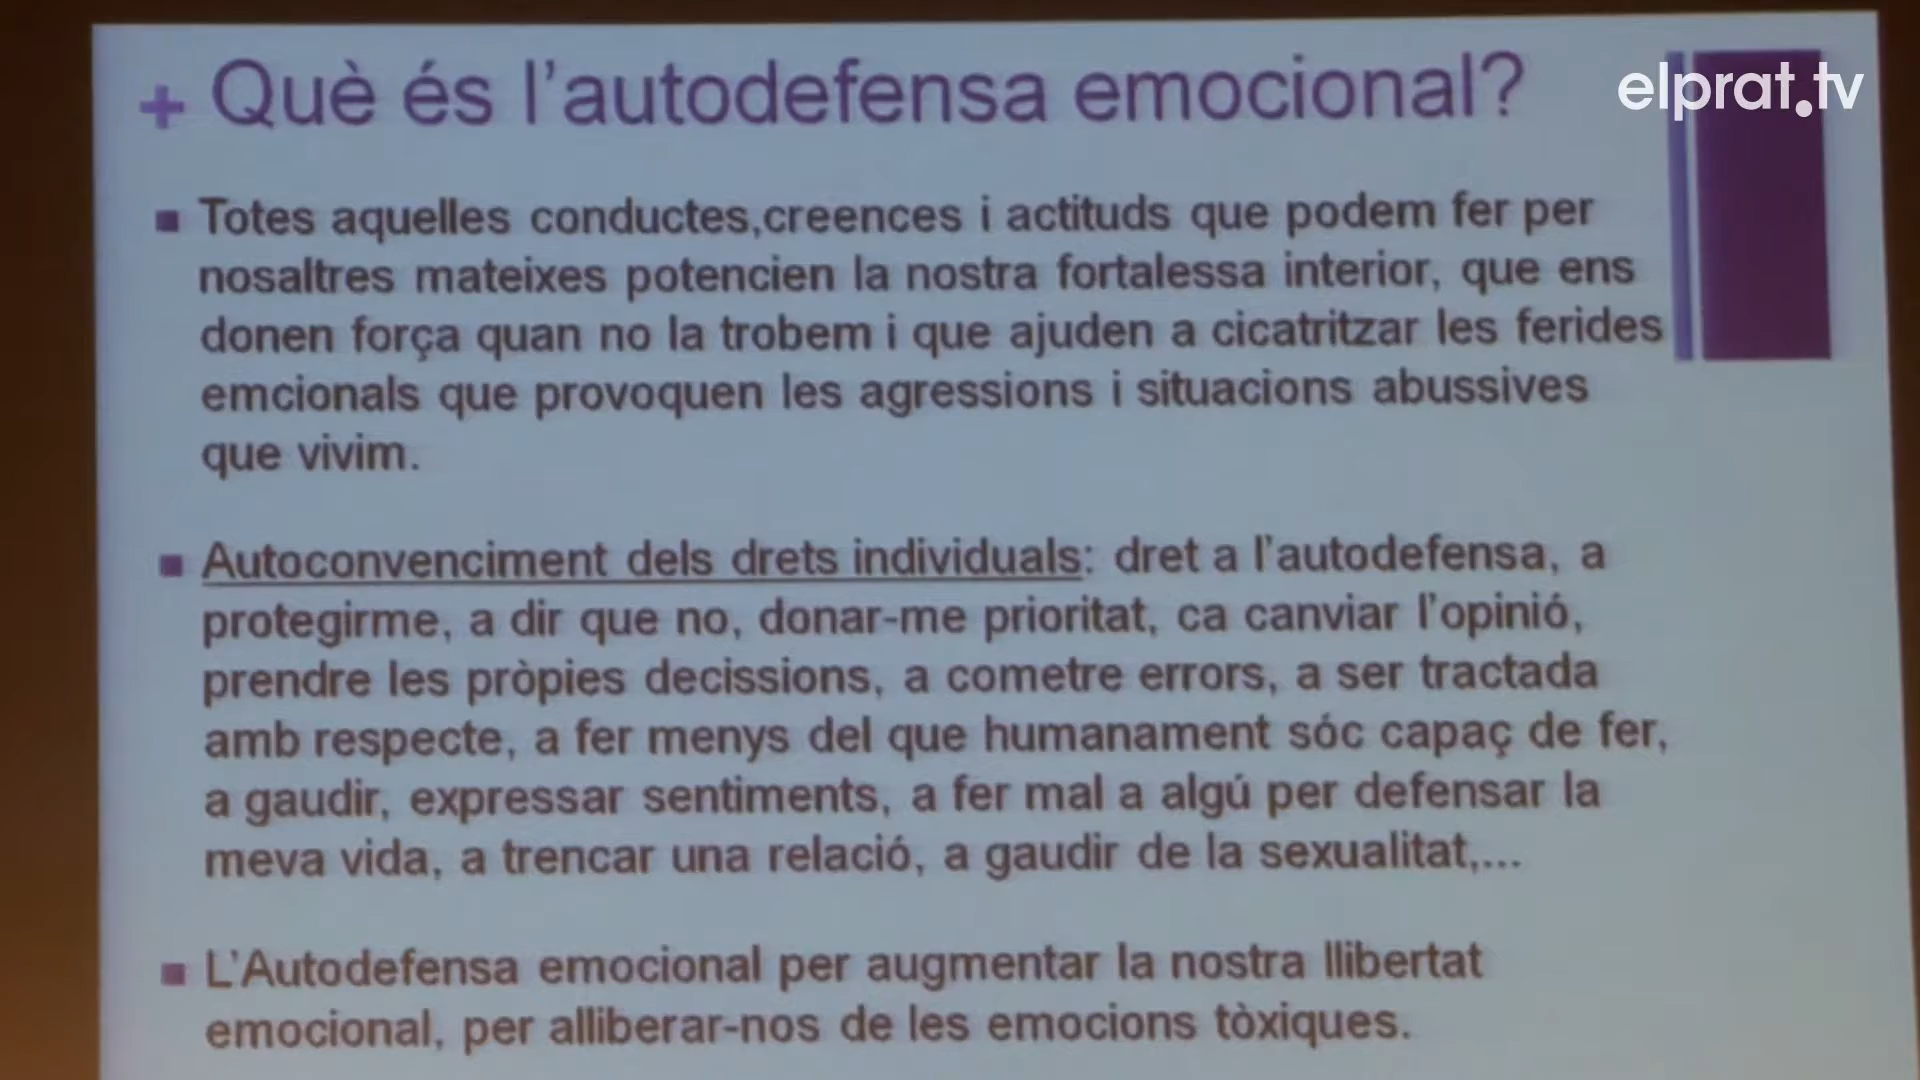 + Què és l'autodefensa emocional?
elprat.tv
▪ Totes aquelles conductes,creences i actituds que podem fer per
nosaltres mateixes potencien la nostra fortalessa interior, que ens
donen força quan no la trobem i que ajuden a cicatritzar les ferides
emcionals que provoquen les agressions i situacions abussives
que vivim.
▪ Autoconvenciment dels drets individuals: dret a l'autodefensa, a
protegirme, a dir que no, donar-me prioritat, ca canviar l'opinió,
prendre les pròpies decissions, a cometre errors, a ser tractada
amb respecte, a fer menys del que humanament sóc capaç de fer,
a gaudir, expressar sentiments, a fer mal a algú per defensar la
meva vida, a trencar una relació, a gaudir de la sexualitat,...
▪ L'Autodefensa emocional per augmentar la nostra llibertat
emocional, per alliberar-nos de les emocions tòxiques.